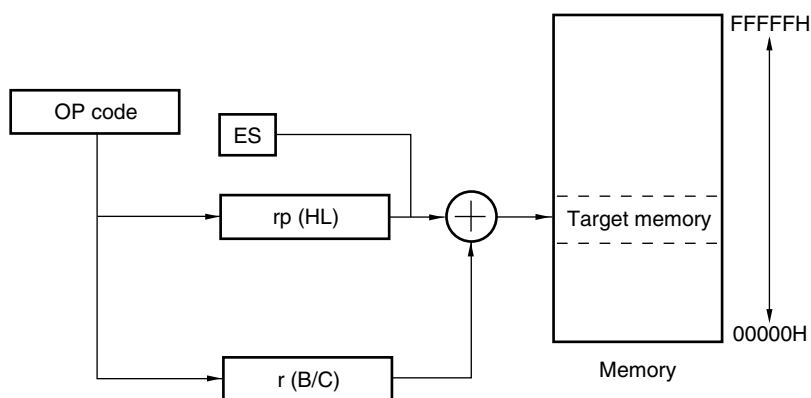 FFFFFH
OP code
ES
rp (HL)
Target memory
00000H
r (B/C)
Memory